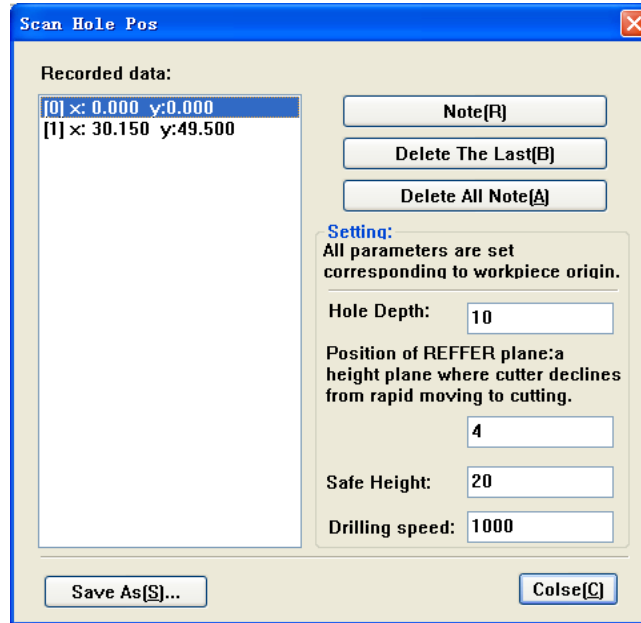 Scan Hole Pos
Recorded data:
[0] x: 0.000 y:0.000
[1] x: 30.150 y:49.500
Note(R)
Delete The Last(B)
Delete All Note(A)
Setting:
All parameters are set
corresponding to workpiece origin.
Hole Depth:
10
Position of REFFER plane:a
height plane where cutter declines
from rapid moving to cutting.
4
Safe Height:
20
Drilling speed:
1000
Save As(S)...
Colse(C)